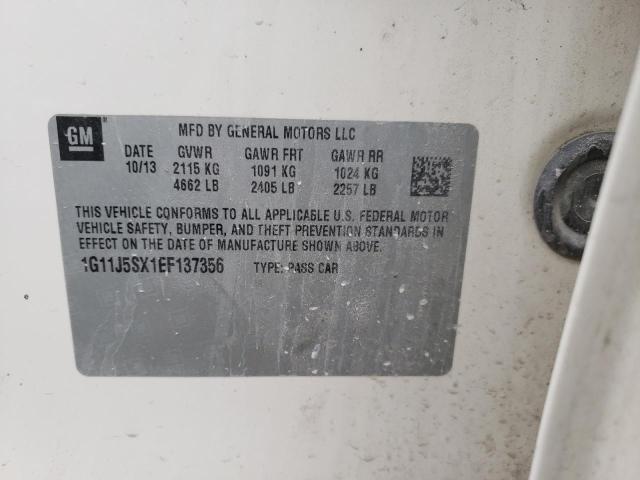 GM ® MFD BY GENERAL MOTORS LLC
DATE GVWR GAWR FRT GAWR RR
10/13 2115 KG 1091 KG 1024 KG
4662 LB 2405 LB 2257 LB
THIS VEHICLE CONFORMS TO ALL APPLICABLE U.S. FEDERAL MOTOR
VEHICLE SAFETY, BUMPER, AND THEFT PREVENTION STANDARDS IN
EFFECT ON THE DATE OF MANUFACTURE SHOWN ABOVE.
1G11J5SX1EF137356 TYPE: PASS CAR